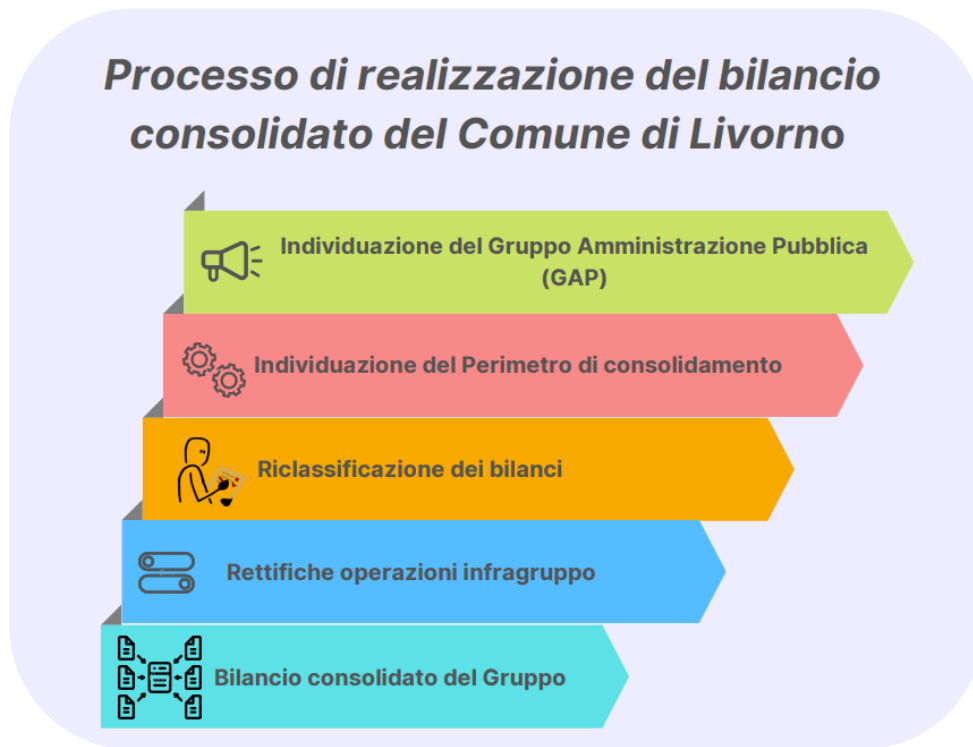 Processo di realizzazione del bilancio
consolidato del Comune di Livorno
Individuazione del Gruppo Amministrazione Pubblica
(GAP)
Individuazione del Perimetro di consolidamento
Riclassificazione dei bilanci
Rettifiche operazioni infragruppo
Bilancio consolidato del Gruppo